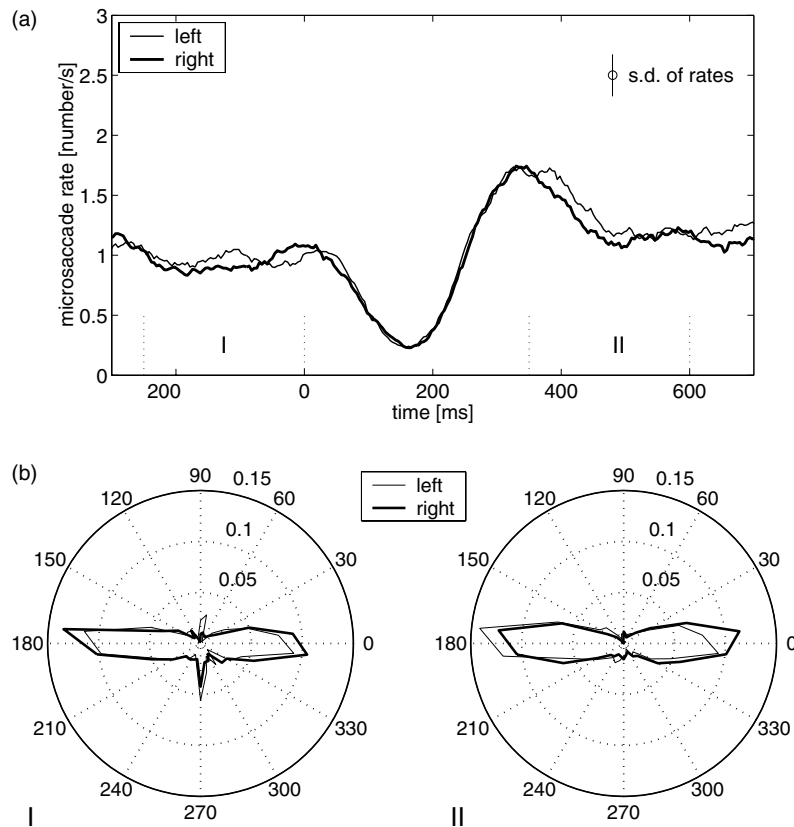 (a)
3
2.5
2
1.5
1
0.5
0
microsaccade rate [number/s]
left
right
s.d. of rates
I
II
200 0 200 400 600
time [ms]
(b)
left
right
90 0.15
120 60
0.1
150 0.05 30
180 0
210 330
240 300
270
I
90 0.15
120 60
0.1
150 0.05 30
180 0
210 330
240 300
270
II